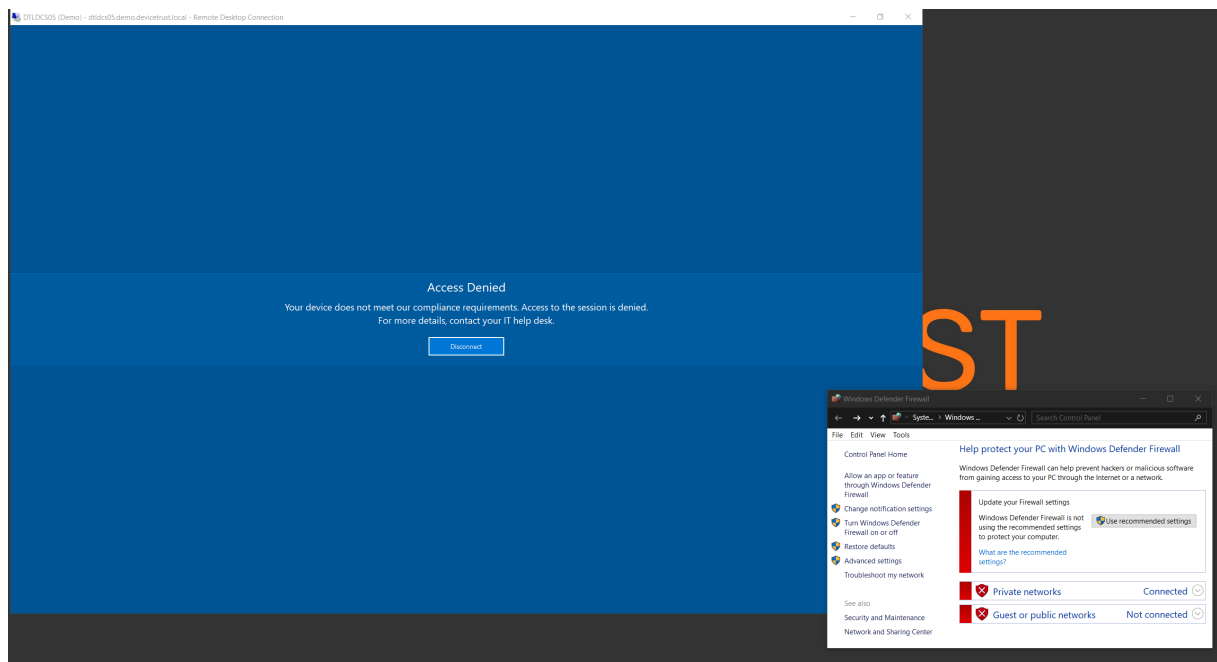 DTLDCS05 (Demo) - dtldcs05.demo.devicetrust.local - Remote Desktop Connection
Access Denied
Your device does not meet our compliance requirements. Access to the session is denied.
For more details, contact your IT help desk.
Disconnect
ST
Windows Defender Firewall
Syste... > Windows ...
Search Control Panel
File Edit View Tools
Control Panel Home
Allow an app or feature
through Windows Defender
Firewall
Change notification settings
Turn Windows Defender
Firewall on or off
Restore defaults
Advanced settings
Troubleshoot my network
See also
Security and Maintenance
Network and Sharing Center
Help protect your PC with Windows Defender Firewall
Windows Defender Firewall can help prevent hackers or malicious software
from gaining access to your PC through the Internet or a network.
Update your Firewall settings
Windows Defender Firewall is not
using the recommended settings
to protect your computer.
Use recommended settings
What are the recommended
settings?
Private networks Connected
Guest or public networks Not connected